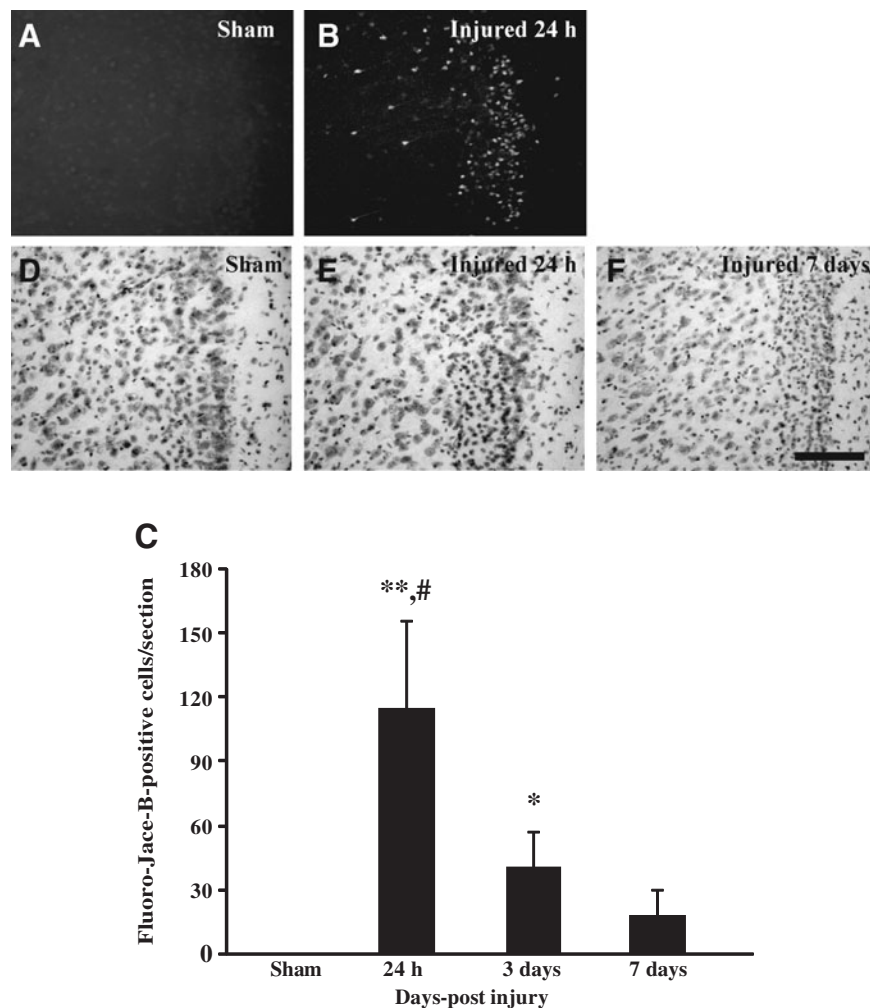 A Sham
B Injured 24 h
D Sham
E Injured 24 h
F Injured 7 days
C
Fluoro-Jace-B-positive cells/section
180
150
120
90
60
30
0
**,#
*
Sham 24 h 3 days 7 days
Days-post injury